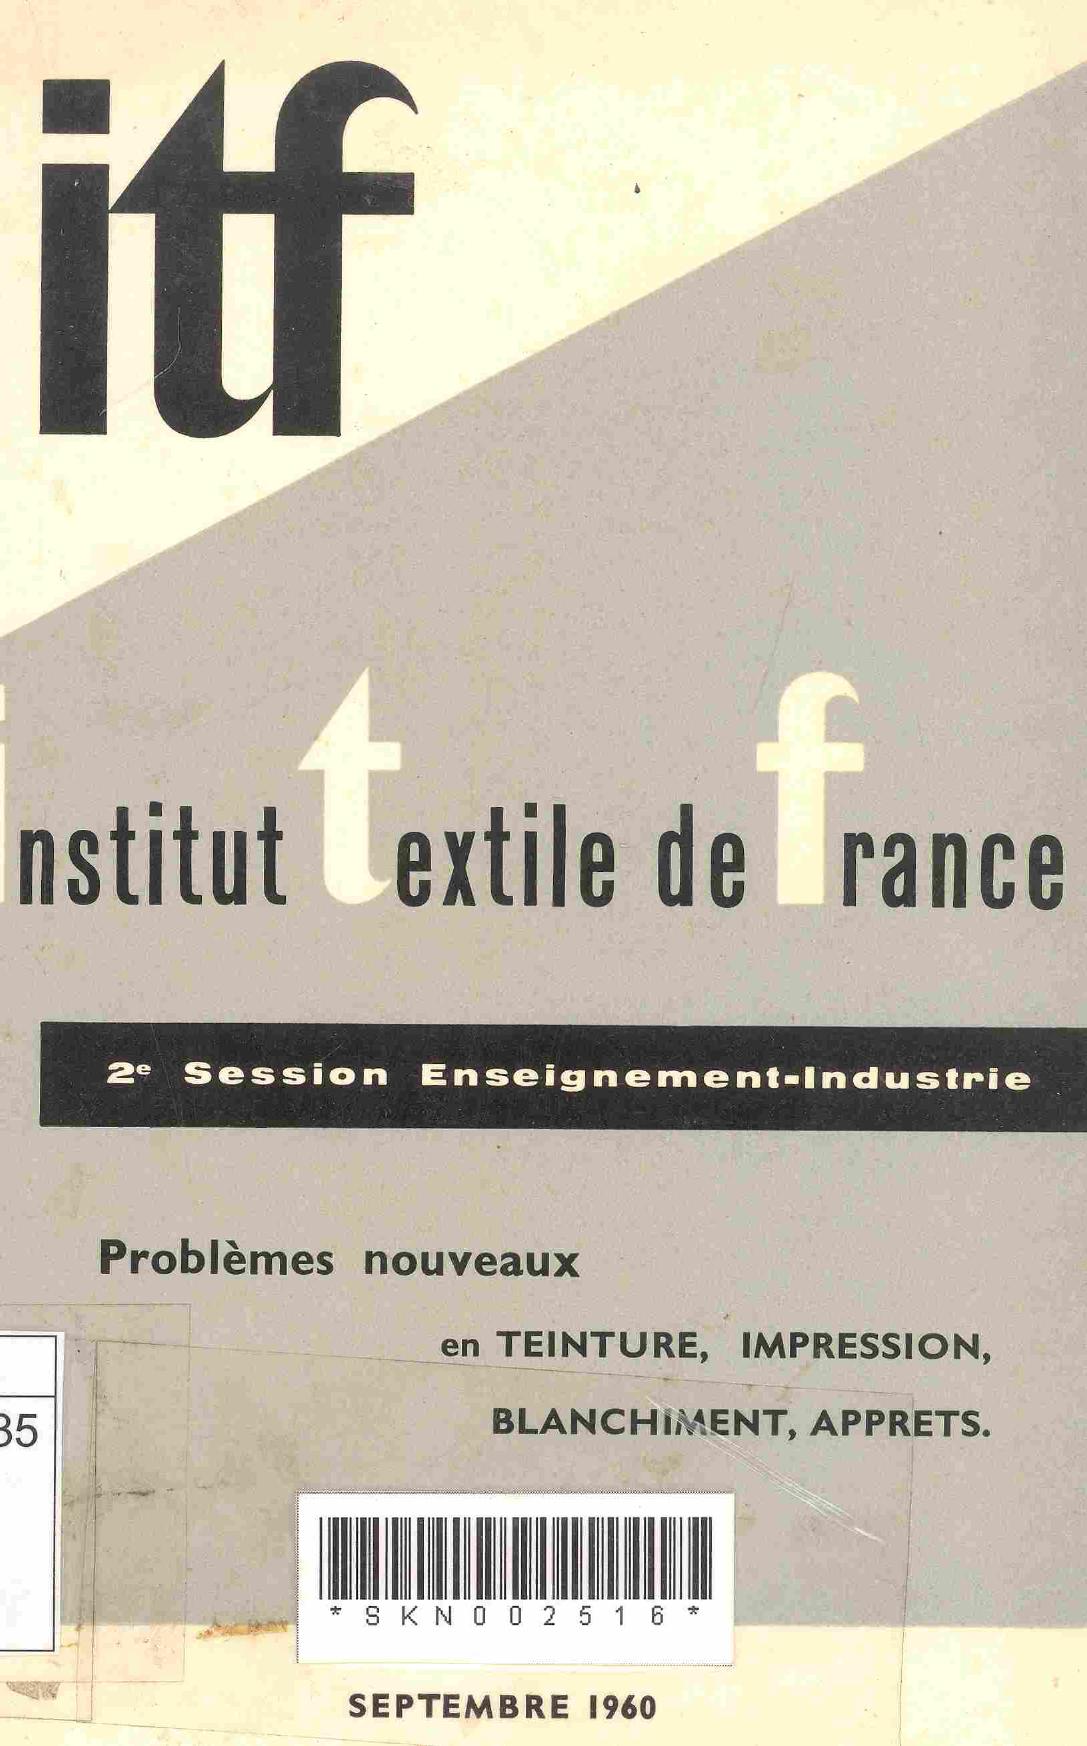 itf
institut textile de france
2e Session Enseignement-Industrie
Problèmes nouveaux
en TEINTURE, IMPRESSION,
BLANCHIMENT, APPRETS.
35
*SKN002516*
SEPTEMBRE 1960